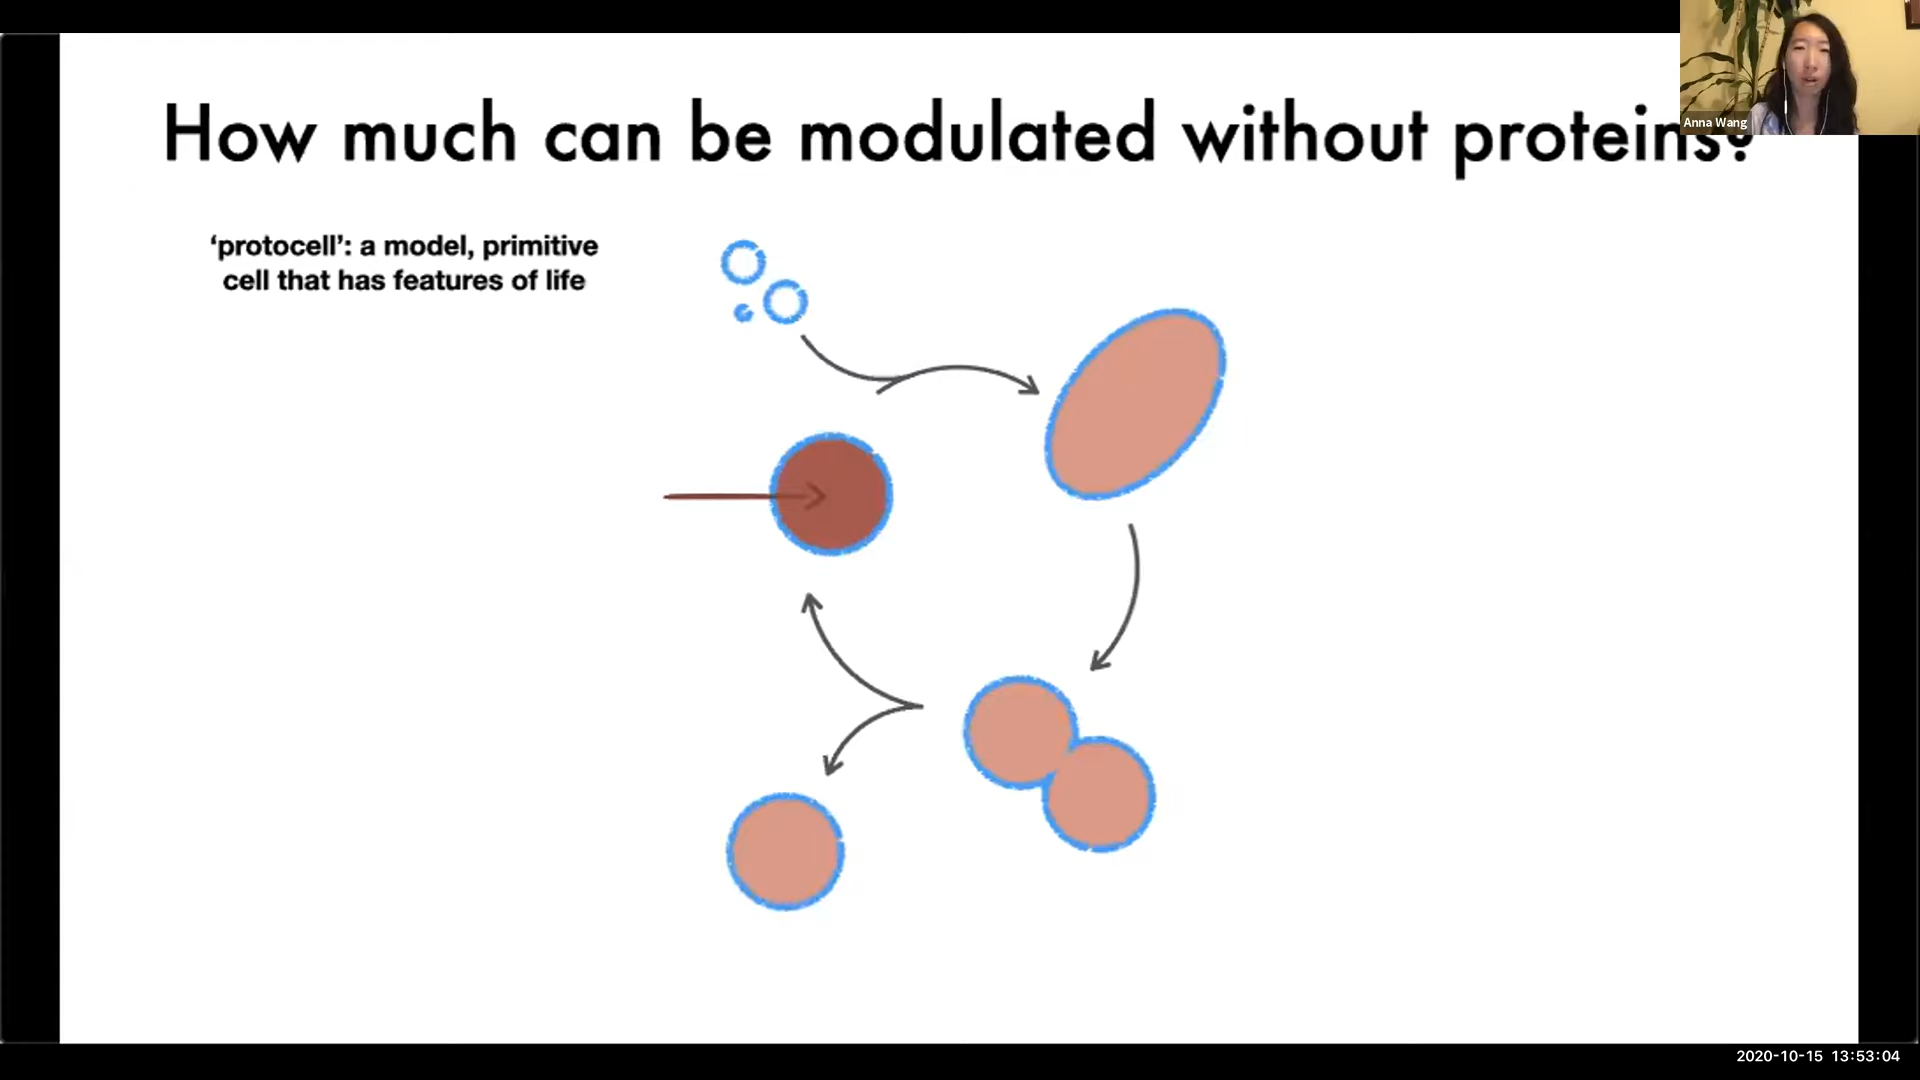 How much can be modulated without proteins?
‘protocell’: a model, primitive
cell that has features of life
Anna Wang
2020-10-15 13:53:04